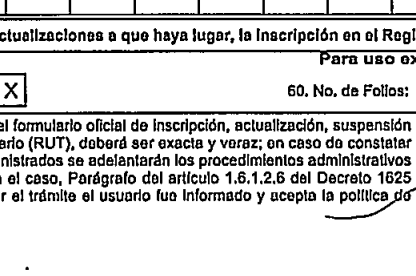 ctualizaciones a que haya lugar, la inscripción en el Regi
Para uso ex
X
60. No. de Folios:
el formulario oficial de inscripción, actualización, suspensión
ario (RUT), deberá ser exacta y veraz; en caso de constatar
nistrados se adelantarán los procedimientos administrativos
el caso, Parágrafo del artículo 1.6.1.2.6 del Decreto 1625
r el trámite el usuario fue informado y acepta la política de